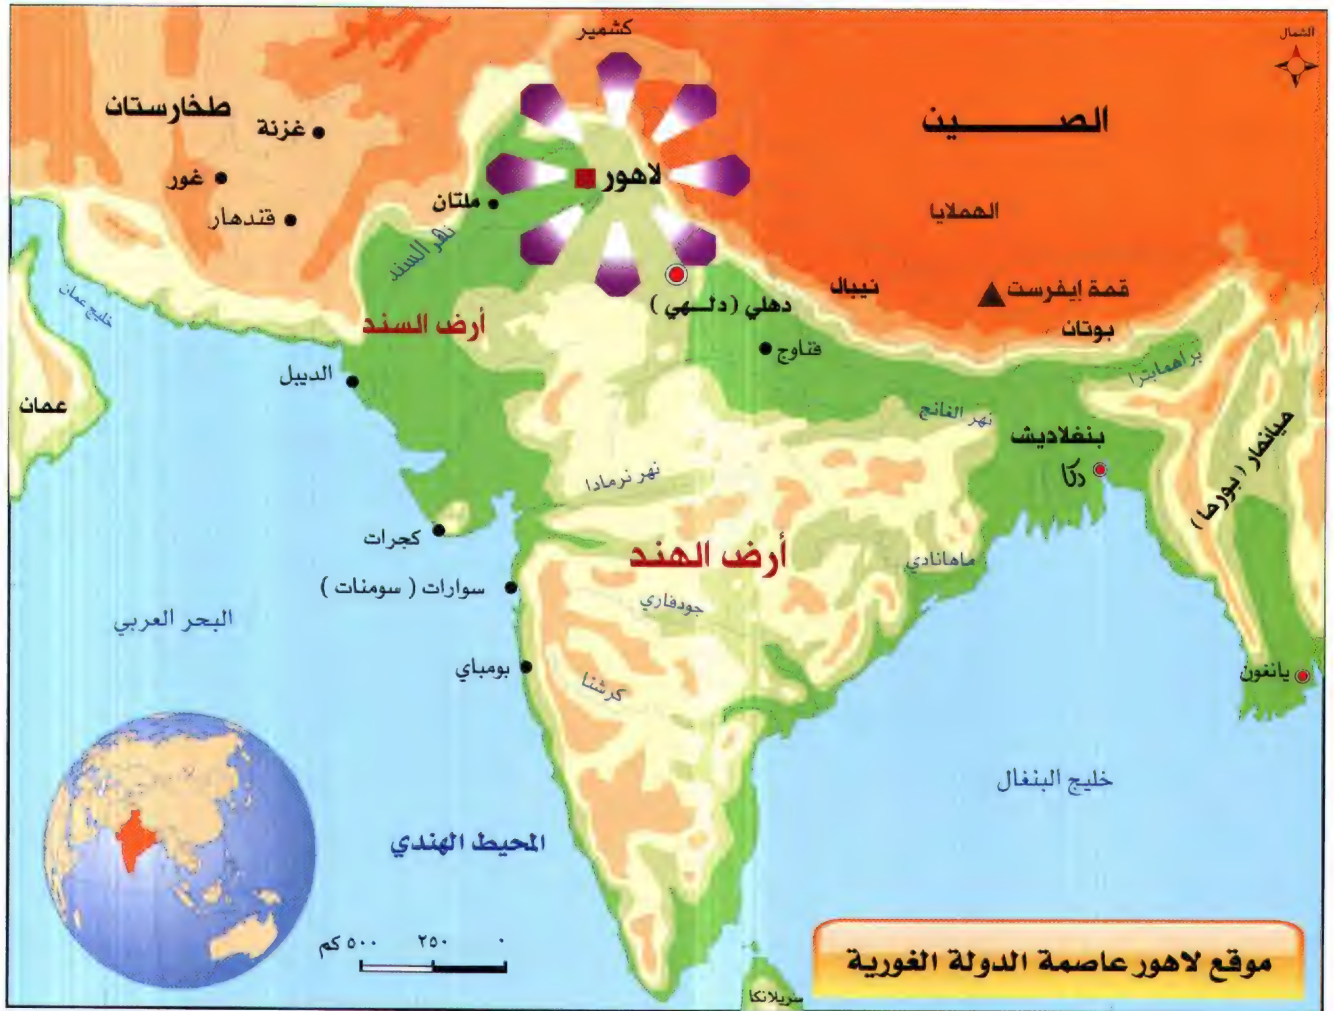 كشمير
الشمال
طخارستان
غزنة
الصين
غور
لاهور
ملتان
قندهار
الهملايا
نهر السند
خليج عمان
نيبال
قمة إيفرست
دهلي (دلهي)
أرض السند
بوتان
قناوج
براهمابترا
الديبل
عمان
نهر الغانج
بنغلاديش
ميانمار (بورما)
دكا
نهر نرمادا
كجرات
أرض الهند
ماهانادي
سوارات (سومنات)
جودفاري
البحر العربي
بومباي
كرشنا
يانغون
خليج البنغال
المحيط الهندي
٠ ٢٥٠ ٥٠٠ كم
موقع لاهور عاصمة الدولة الغورية
سريلانكا